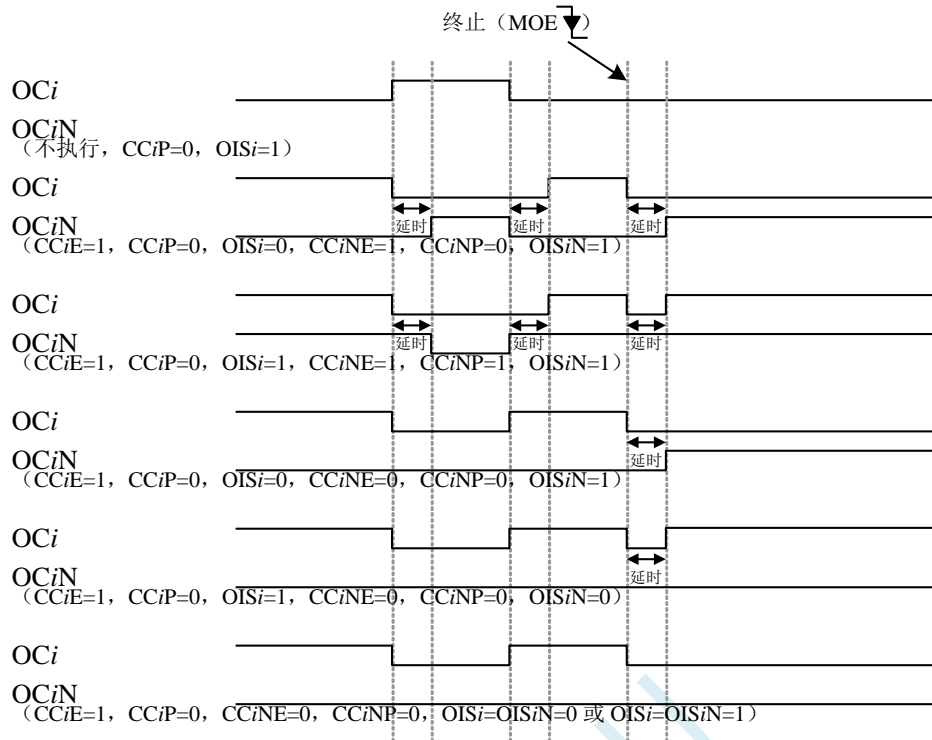 终止（MOE）
OCi
OCiN
（不执行，CCiP=0，OISi=1）
OCi
OCiN
延时 延时 延时
（CCiE=1，CCiP=0，OISi=0，CCiNE=1，CCiNP=0，OISiN=1）
OCi
OCiN
延时 延时 延时
（CCiE=1，CCiP=0，OISi=1，CCiNE=1，CCiNP=1，OISiN=1）
OCi
OCiN
延时
（CCiE=1，CCiP=0，OISi=0，CCiNE=0，CCiNP=0，OISiN=1）
OCi
OCiN
延时
（CCiE=1，CCiP=0，OISi=1，CCiNE=0，CCiNP=0，OISiN=0）
OCi
OCiN
（CCiE=1，CCiP=0，CCiNE=0，CCiNP=0，OISi=OISiN=0 或 OISi=OISiN=1）